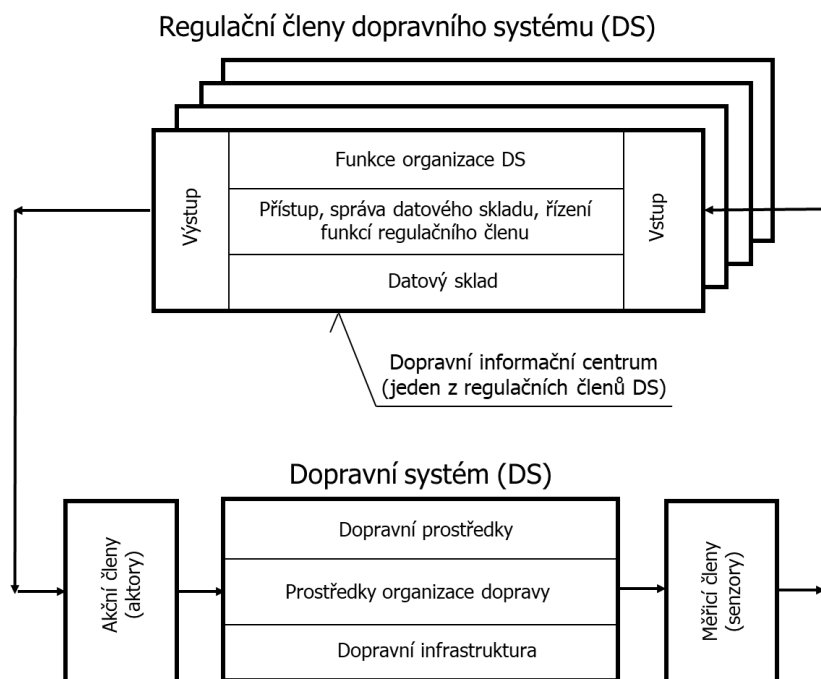 Regulační členy dopravního systému (DS)
Výstup
Funkce organizace DS
Přístup, správa datového skladu, řízení
funkcí regulačního členu
Datový sklad
Vstup
Dopravní informační centrum
(jeden z regulačních členů DS)
Dopravní systém (DS)
Akční členy
(aktory)
Dopravní prostředky
Prostředky organizace dopravy
Dopravní infrastruktura
Měřicí členy
(senzory)